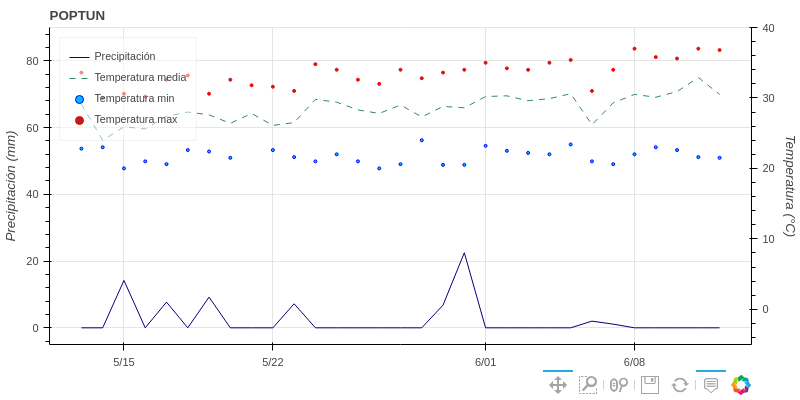 POPTUN
Precipitación
Temperatura media
Temperatura min
Temperatura max
80
60
40
20
0
Precipitación (mm)
40
30
20
10
0
Temperatura (°C)
5/15
5/22
6/01
6/08